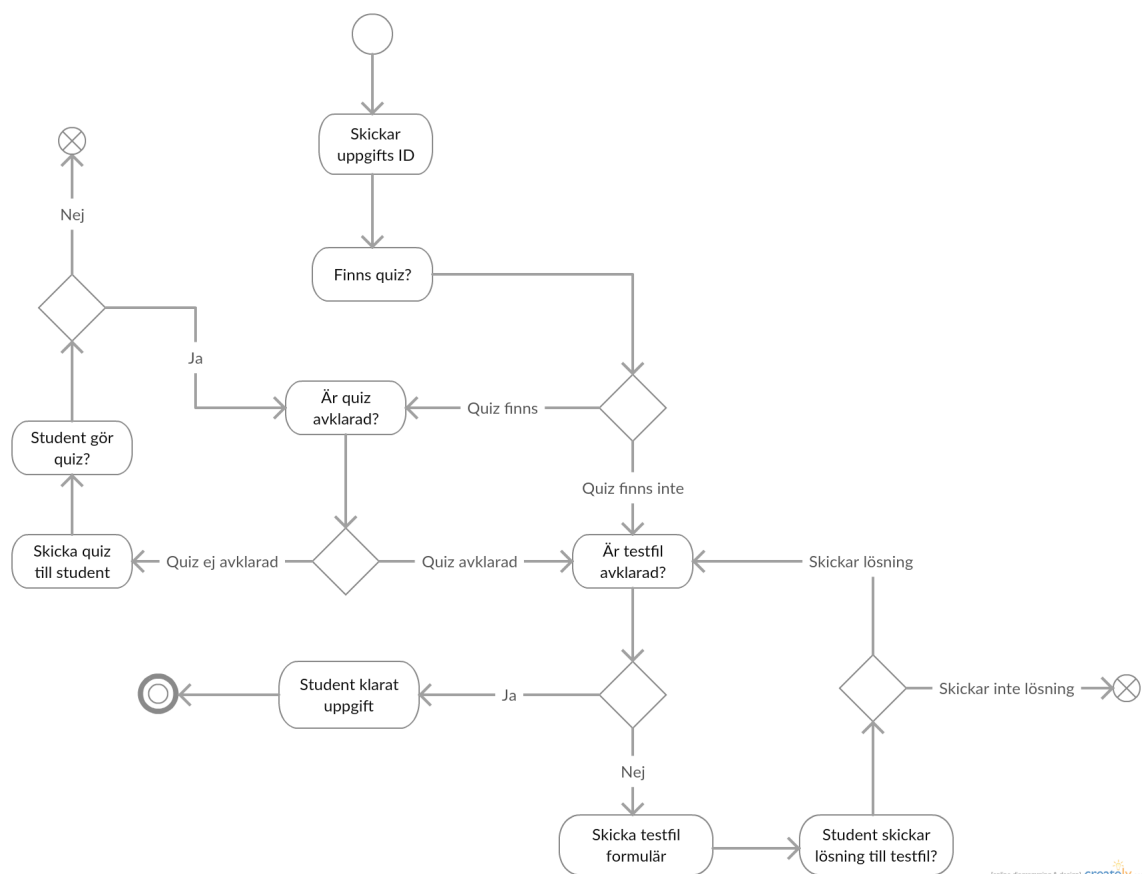 Skickar
uppgifts ID
Nej
Finns quiz?
Ja
Är quiz
avklarad?
Quiz finns
Student gör
quiz?
Quiz finns inte
Skicka quiz
till student
Quiz ej avklarad
Quiz avklarad
Är testfil
avklarad?
Skickar lösning
Student klarat
uppgift
Ja
Skickar inte lösning
Nej
Skicka testfil
formulär
Student skickar
lösning till testfil?
creately